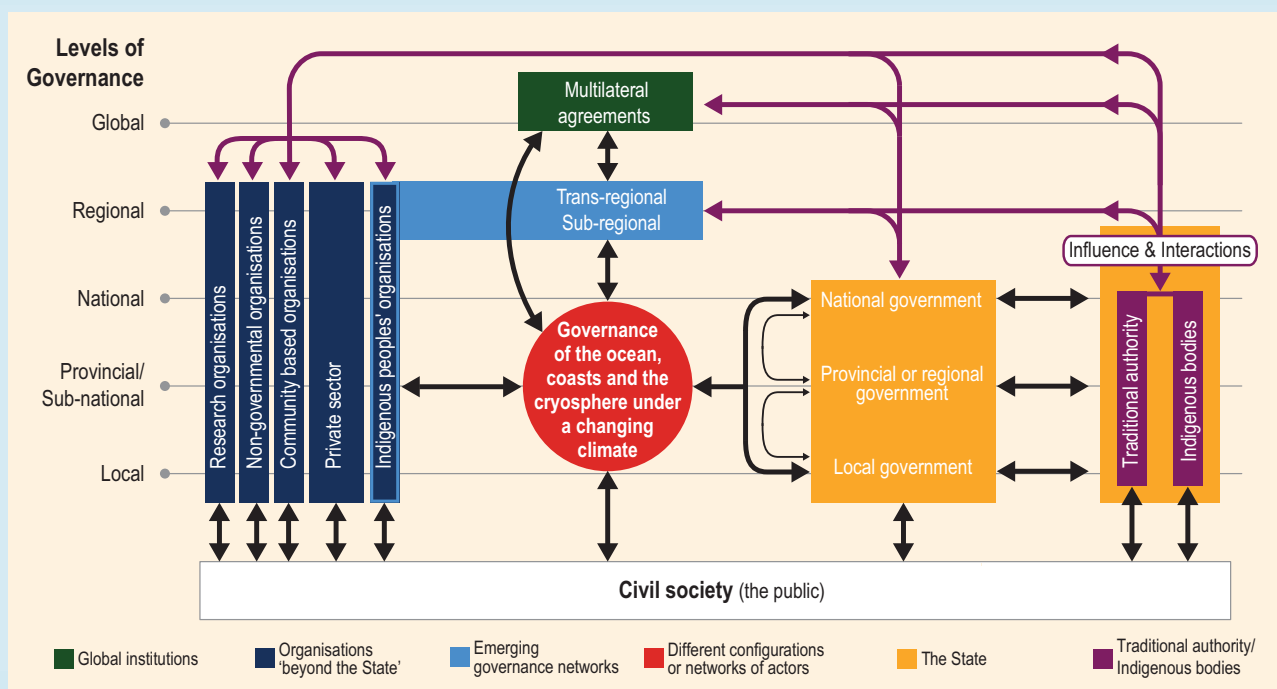 Levels of
Governance
Global
Regional
National
Provincial/
Sub-national
Local
Multilateral
agreements
Trans-regional
Sub-regional
Research organisations
Non-governmental organisations
Community based organisations
Private sector
Indigenous peoples' organisations
Governance
of the ocean,
coasts and the
cryosphere under
a changing
climate
National government
Provincial or regional
government
Local government
Influence & Interactions
Traditional authority
Indigenous bodies
Civil society (the public)
Global institutions
Organisations
‘beyond the State’
Emerging
governance networks
Different configurations
or networks of actors
The State
Traditional authority/
Indigenous bodies